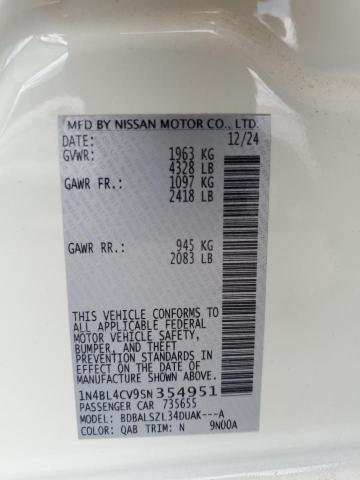 MFD BY NISSAN MOTOR CO., LTD.
DATE: 12/24
GVWR: 1963 KG
4328 LB
GAWR FR.: 1097 KG
2418 LB
GAWR RR.: 945 KG
2083 LB
THIS VEHICLE CONFORMS TO
ALL APPLICABLE FEDERAL
MOTOR VEHICLE SAFETY,
BUMPER, AND THEFT
PREVENTION STANDARDS IN
EFFECT ON THE DATE OF
MANUFACTURE SHOWN ABOVE.
1N4BL4CV9SN354951
PASSENGER CAR 735655
MODEL: BDBALSZL34DUAK---A
COLOR: QAB TRIM: N 9N00A